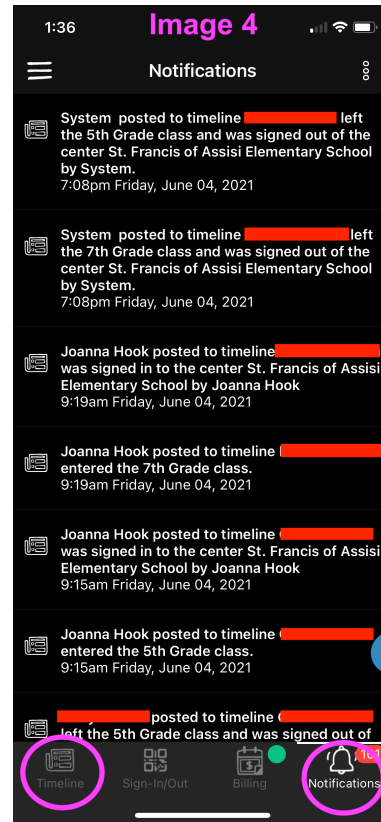 1:36
Image 4
Notifications
System posted to timeline left
the 5th Grade class and was signed out of the
center St. Francis of Assisi Elementary School
by System.
7:08pm Friday, June 04, 2021
System posted to timeline left
the 7th Grade class and was signed out of the
center St. Francis of Assisi Elementary School
by System.
7:08pm Friday, June 04, 2021
Joanna Hook posted to timeline
was signed in to the center St. Francis of Assisi
Elementary School by Joanna Hook
9:19am Friday, June 04, 2021
Joanna Hook posted to timeline
entered the 7th Grade class.
9:19am Friday, June 04, 2021
Joanna Hook posted to timeline
was signed in to the center St. Francis of Assisi
Elementary School by Joanna Hook
9:15am Friday, June 04, 2021
Joanna Hook posted to timeline
entered the 5th Grade class.
9:15am Friday, June 04, 2021
posted to timeline
left the 5th Grade class and was signed out of
101
Timeline
Sign-In/Out
Billing
Notifications